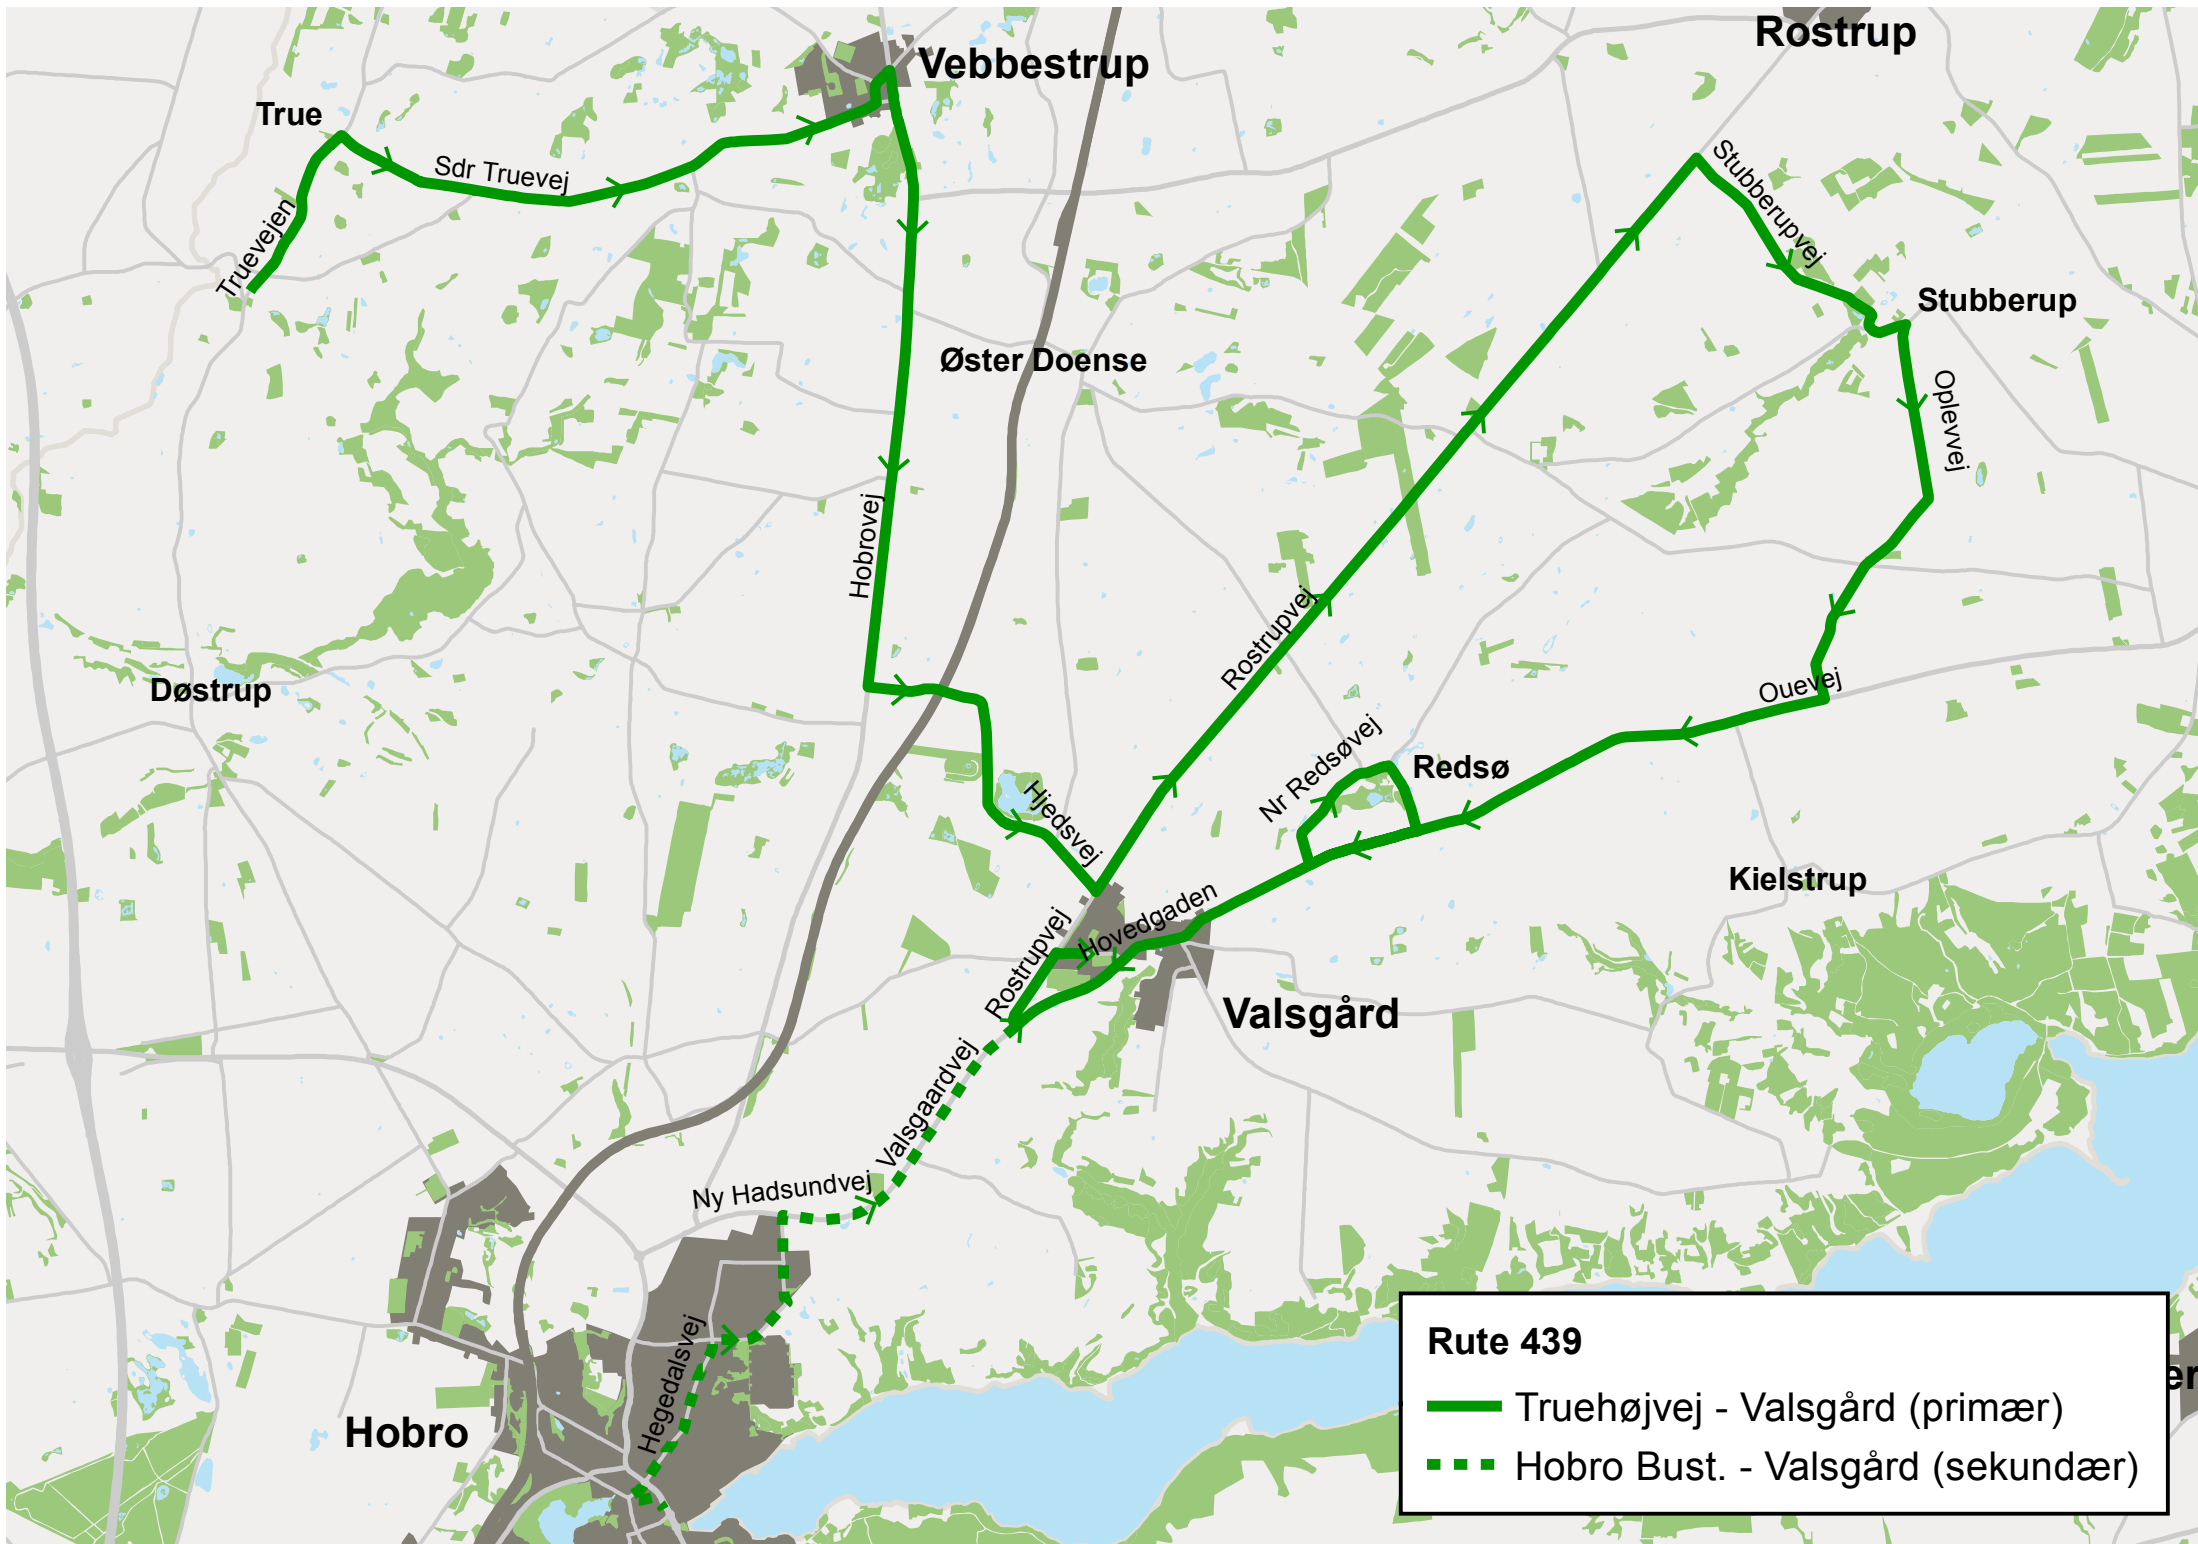 Rostrup
Vebbestrup
True
Stubberupvej
Sdr Truevej
Truevejen
Stubberup
Øster Doense
Oplevvej
Hobrovej
Rostrupvej
Døstrup
Ouevej
Nr Redsøvej
Redsø
Hjedsvej
Kielstrup
Hovedgaden
Rostrupvej
Valsgård
Valsgaardvej
Ny Hadsundvej
Hegedalsvej
Hobro
Rute 439
Truehøjvej - Valsgård (primær)
Hobro Bust. - Valsgård (sekundær)